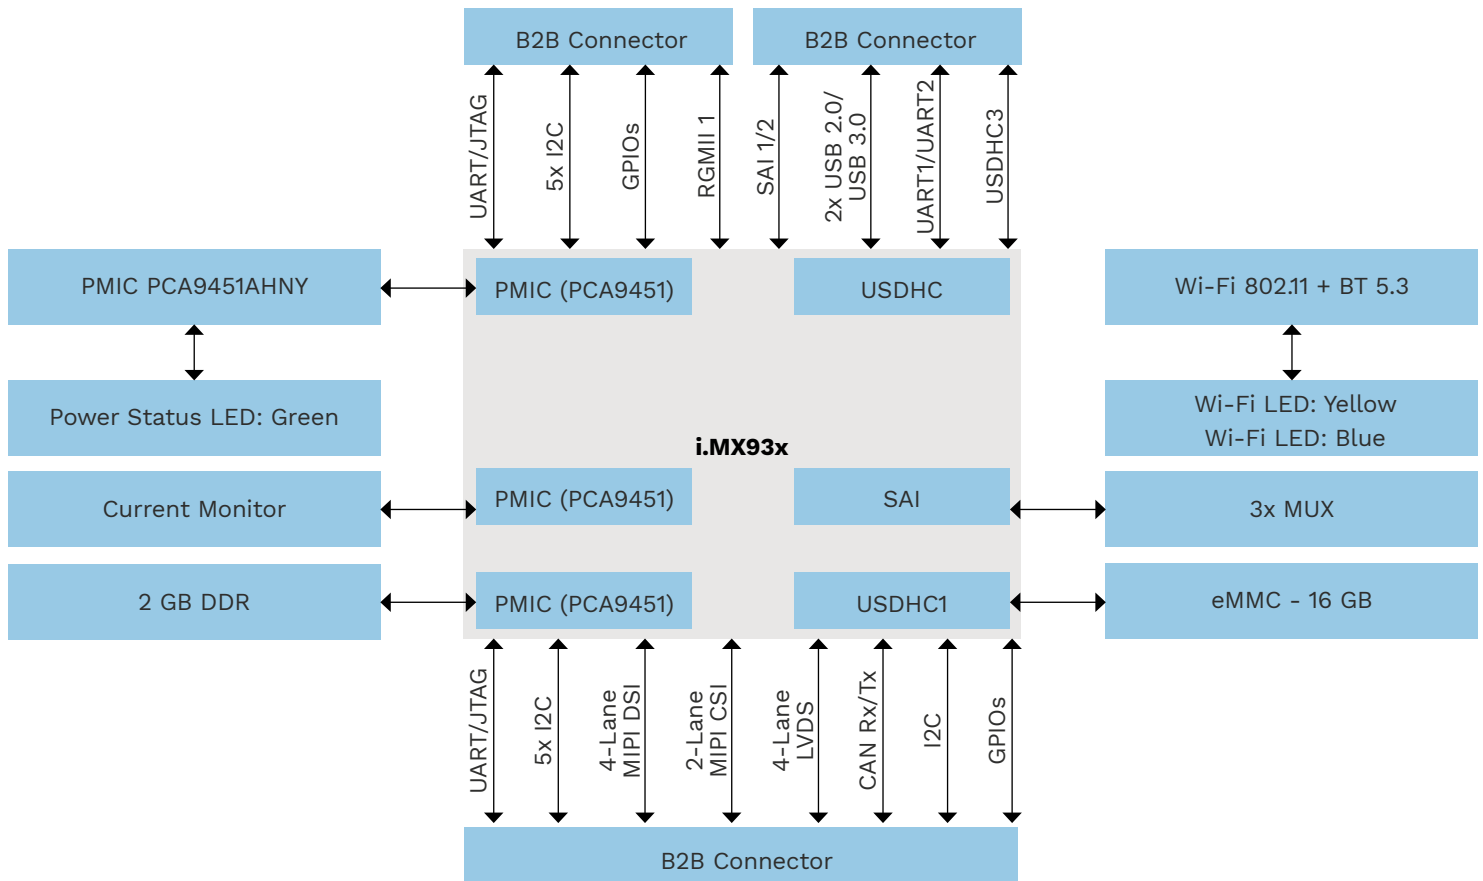 B2B Connector
B2B Connector
UART/JTAG
5x I2C
GPIOs
RGMII 1
SAI 1/2
2x USB 2.0/
USB 3.0
UART1/UART2
USDHC3
PMIC PCA9451AHNY
PMIC (PCA9451)
USDHC
Wi-Fi 802.11 + BT 5.3
Power Status LED: Green
Wi-Fi LED: Yellow
Wi-Fi LED: Blue
i.MX93x
Current Monitor
PMIC (PCA9451)
SAI
3x MUX
2 GB DDR
PMIC (PCA9451)
USDHC1
eMMC - 16 GB
UART/JTAG
5x I2C
4-Lane
MIPI DSI
2-Lane
MIPI CSI
4-Lane
LVDS
CAN Rx/Tx
I2C
GPIOs
B2B Connector